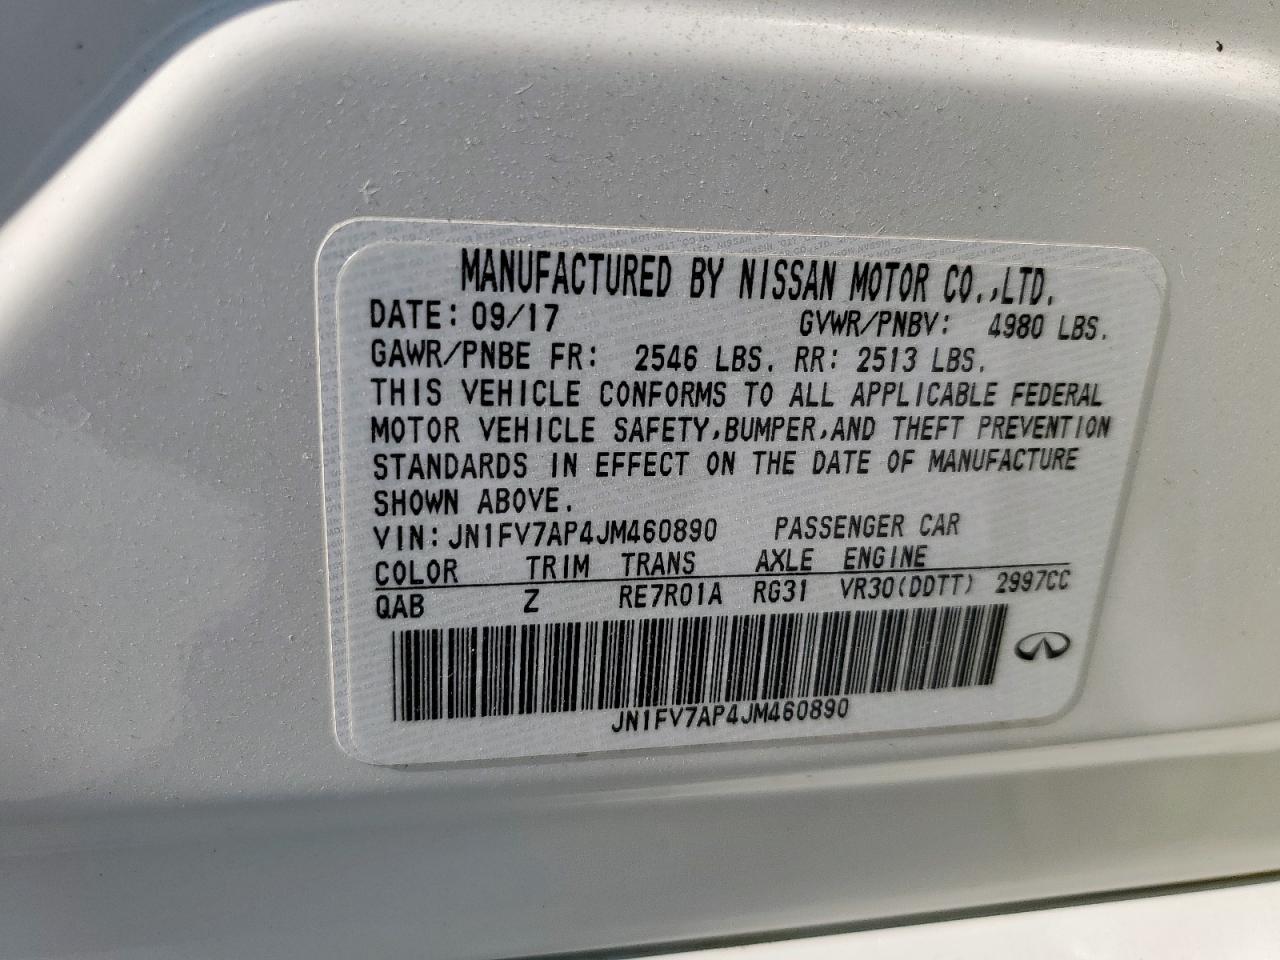 MANUFACTURED BY NISSAN MOTOR CO.,LTD.
DATE: 09/17 GVWR/PNBV: 4980 LBS.
GAWR/PNBE FR: 2546 LBS. RR: 2513 LBS.
THIS VEHICLE CONFORMS TO ALL APPLICABLE FEDERAL
MOTOR VEHICLE SAFETY,BUMPER,AND THEFT PREVENTION
STANDARDS IN EFFECT ON THE DATE OF MANUFACTURE
SHOWN ABOVE.
VIN: JN1FV7AP4JM460890 PASSENGER CAR
COLOR TRIM TRANS AXLE ENGINE
QAB Z RE7R01A RG31 VR30(DDTT) 2997CC
JN1FV7AP4JM460890